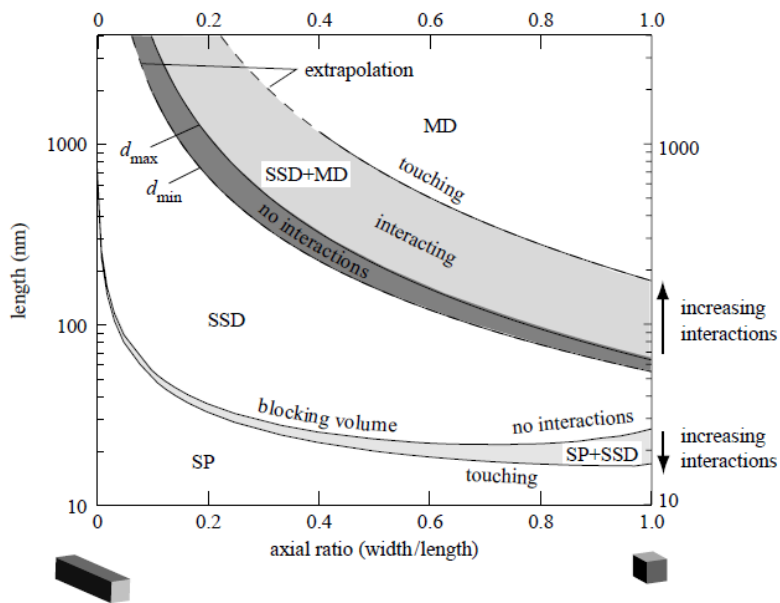 0 0.2 0.4 0.6 0.8 1.0
extrapolation
MD
1000
1000
d max
d min
SSD+MD
touching
interacting
no interactions
length (nm)
increasing
interactions
SSD
100
100
blocking volume
no interactions
increasing
interactions
SP+SSD
SP
touching
10
10
0 0.2 0.4 0.6 0.8 1.0
axial ratio (width/length)